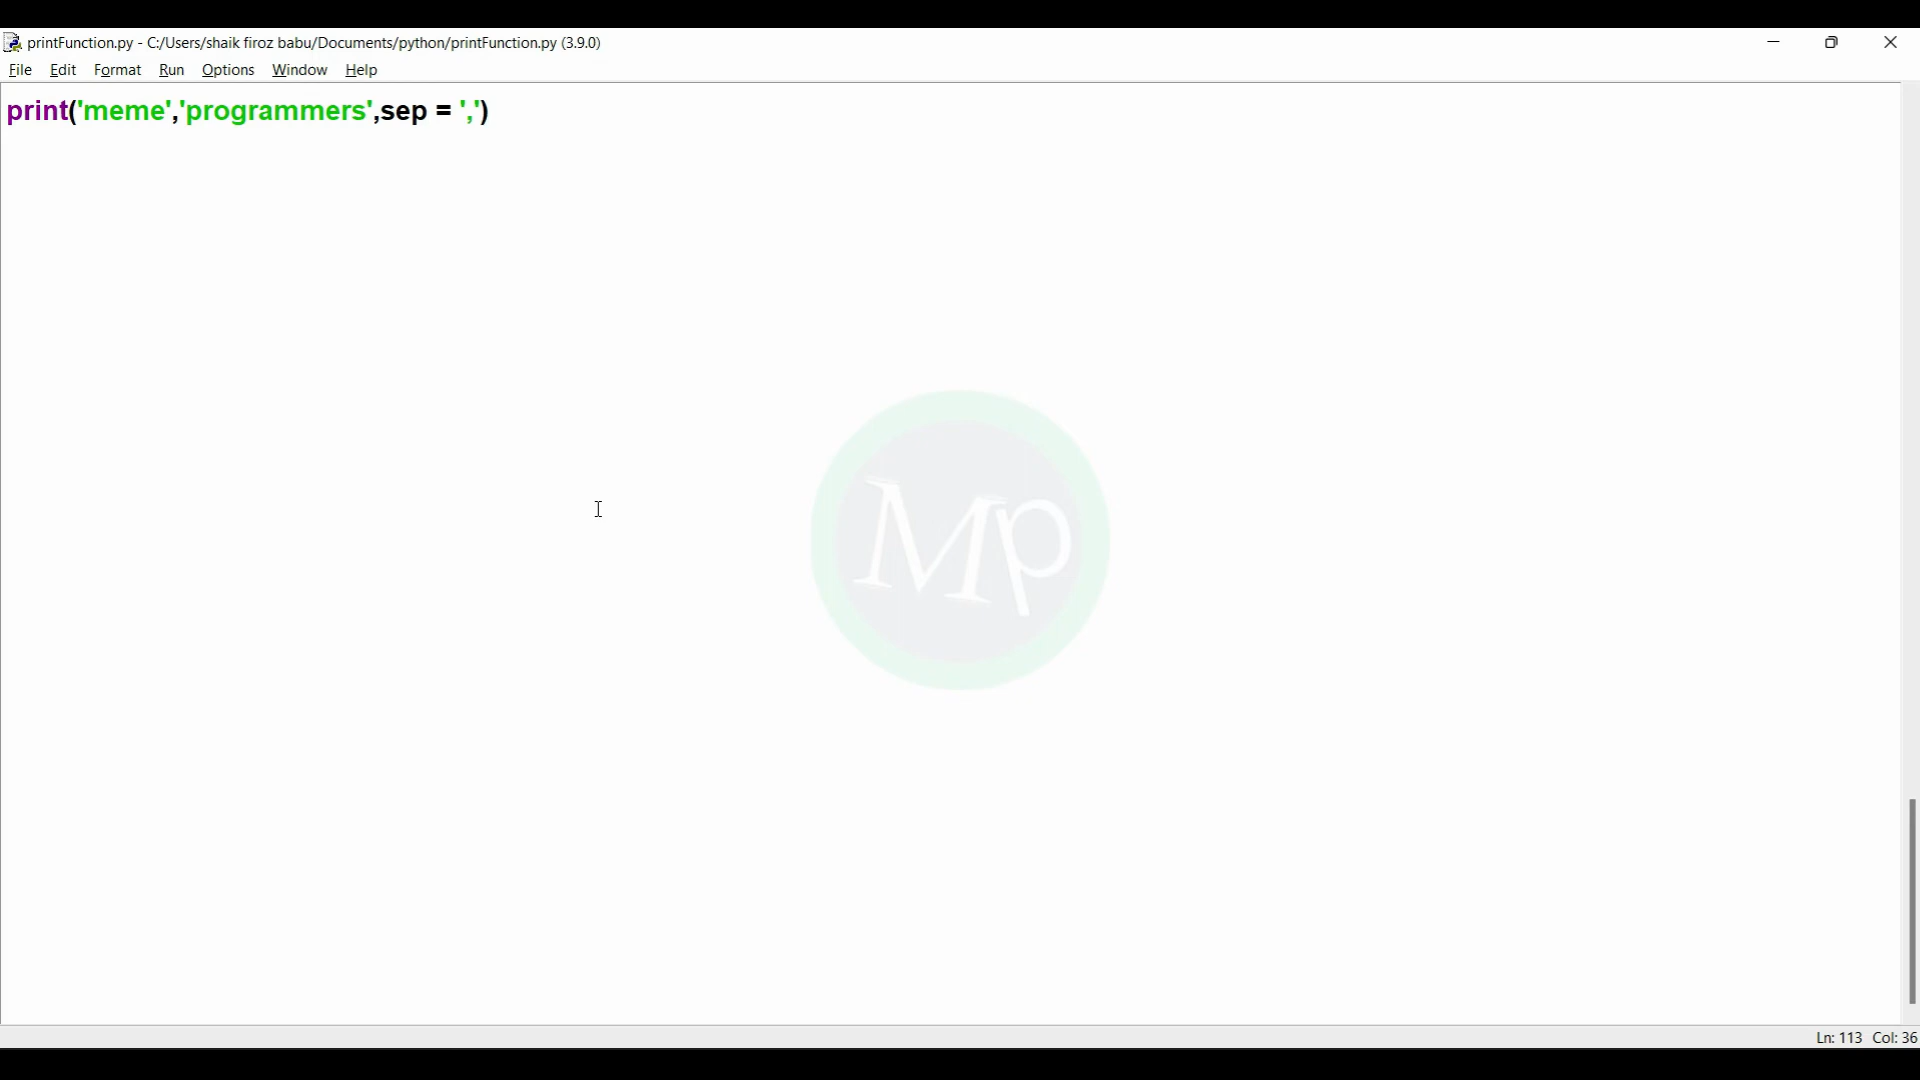 printFunction.py - C:/Users/shaik firoz babu/Documents/python/printFunction.py (3.9.0)
File Edit Format Run Options Window Help
print('meme','programmers',sep = ',')
Mp
Ln: 113 Col: 36